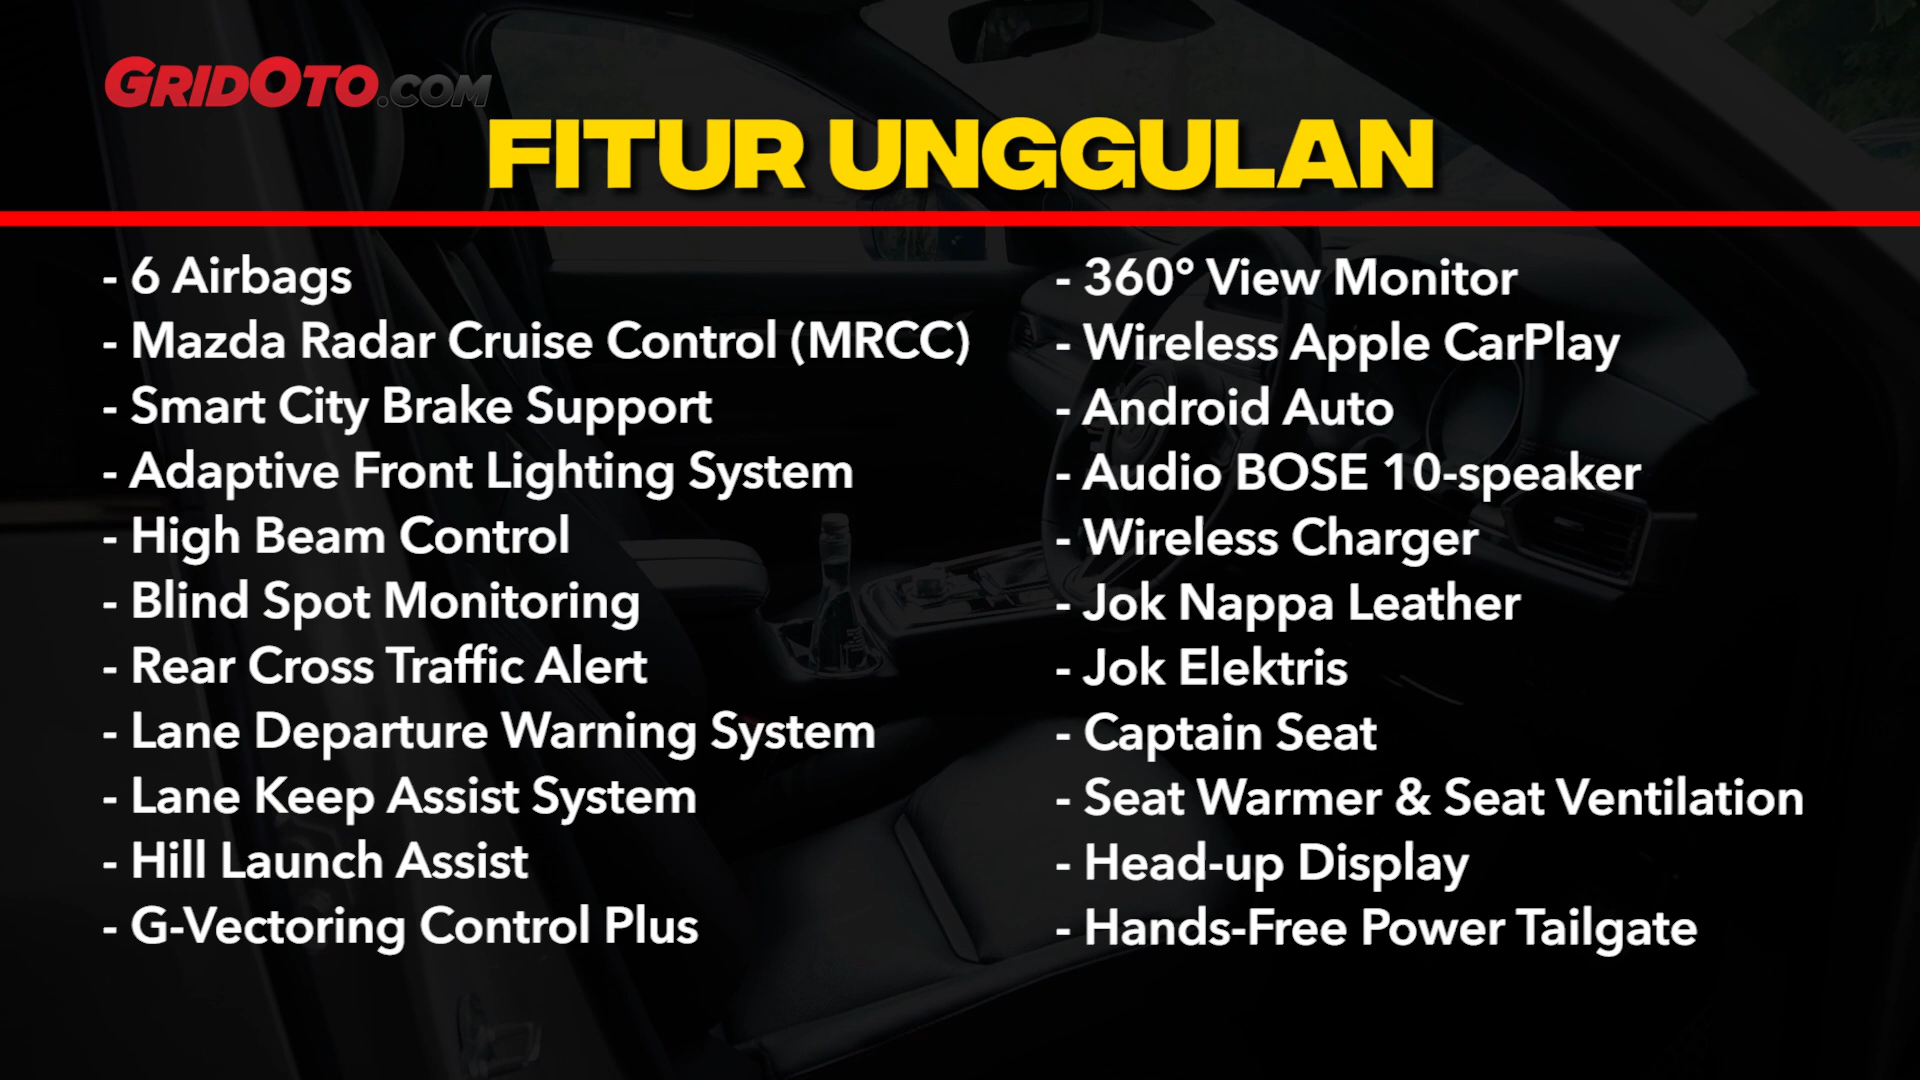 GRIDOTO.COM
FITUR UNGGULAN
- 6 Airbags
- Mazda Radar Cruise Control (MRCC)
- Smart City Brake Support
- Adaptive Front Lighting System
- High Beam Control
- Blind Spot Monitoring
- Rear Cross Traffic Alert
- Lane Departure Warning System
- Lane Keep Assist System
- Hill Launch Assist
- G-Vectoring Control Plus
- 360° View Monitor
- Wireless Apple CarPlay
- Android Auto
- Audio BOSE 10-speaker
- Wireless Charger
- Jok Nappa Leather
- Jok Elektris
- Captain Seat
- Seat Warmer & Seat Ventilation
- Head-up Display
- Hands-Free Power Tailgate